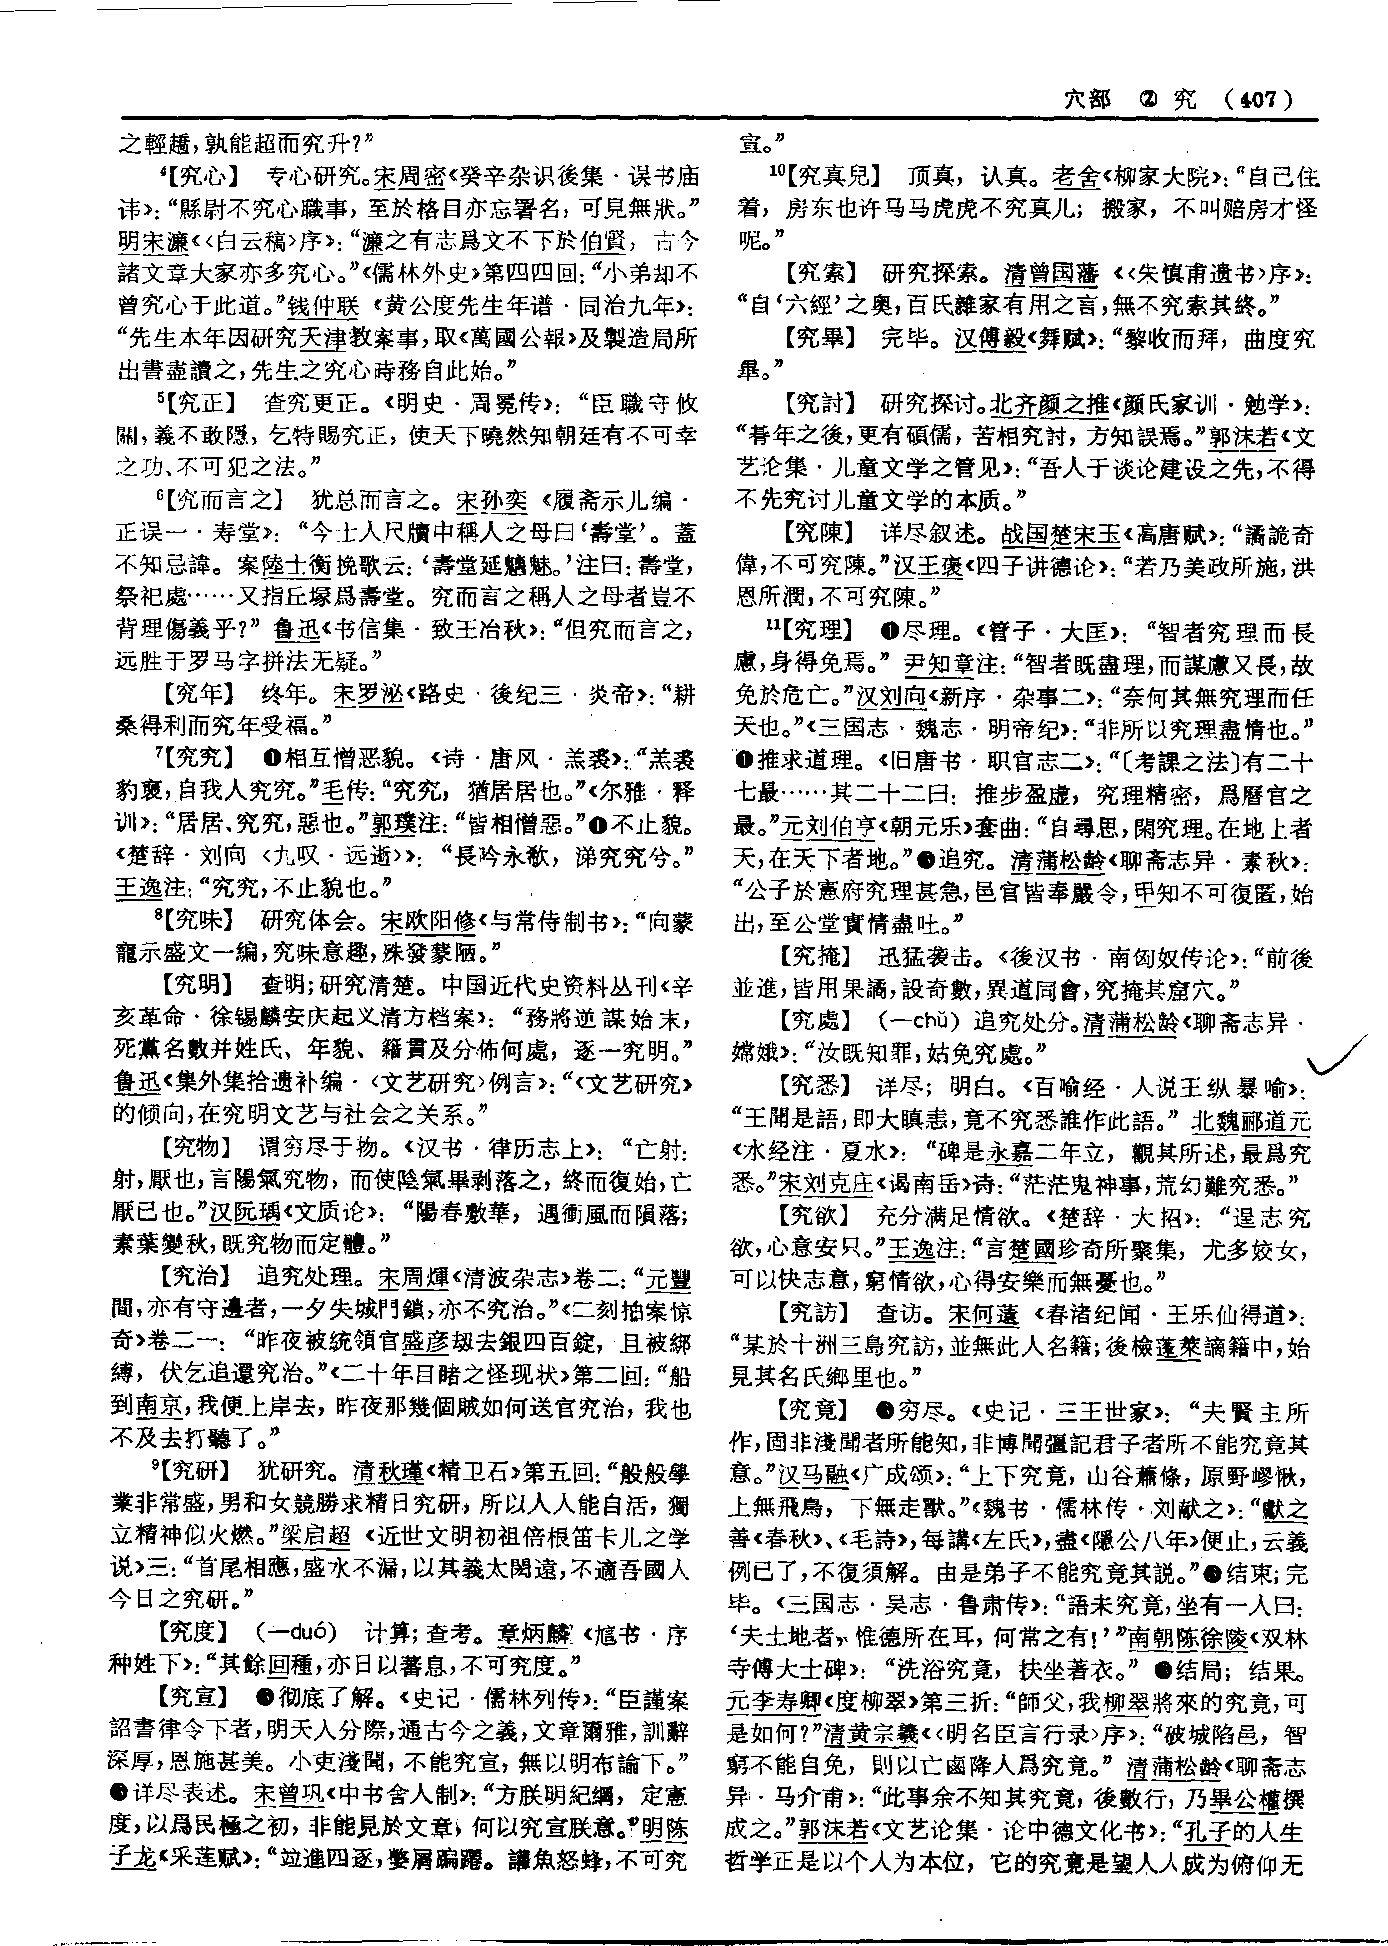 穴部 ② 究 （407）
之輕趫，孰能超而究升？”
⁴【究心】 专心研究。宋周密《癸辛杂识後集·误书庙
讳》：“縣尉不究心職事，至於格目亦忘署名，可見無狀。”
明宋濂《〈白云稿〉序》：“濂之有志爲文不下於伯賢，古今
諸文章大家亦多究心。”《儒林外史》第四四回：“小弟却不
曾究心于此道。”钱仲联《黄公度先生年谱·同治九年》：
“先生本年因研究天津教案事，取《萬國公報》及製造局所
出書盡讀之，先生之究心時務自此始。”
⁵【究正】 查究更正。《明史·周冕传》：“臣職守攸
關，義不敢隱，乞特賜究正，使天下曉然知朝廷有不可幸
之功、不可犯之法。”
⁶【究而言之】 犹总而言之。宋孙奕《履斋示儿编·
正误一·寿堂》：“今士人尺牘中稱人之母曰‘壽堂’。蓋
不知忌諱。案陸士衡挽歌云：‘壽堂延魑魅。’注曰：壽堂，
祭祀處……又指丘塚爲壽堂。究而言之稱人之母者豈不
背理傷義乎？”鲁迅《书信集·致王冶秋》：“但究而言之，
远胜于罗马字拼法无疑。”
【究年】 终年。宋罗泌《路史·後纪三·炎帝》：“耕
桑得利而究年受福。”
⁷【究究】 ❶相互憎恶貌。《诗·唐风·羔裘》：“羔裘
豹褎，自我人究究。”毛传：“究究，猶居居也。”《尔雅·释
训》：“居居、究究，惡也。”郭璞注：“皆相憎惡。”❶不止貌。
《楚辞·刘向〈九叹·远逝〉》：“長吟永欷，涕究究兮。”
王逸注：“究究，不止貌也。”
⁸【究味】 研究体会。宋欧阳修《与常侍制书》：“向蒙
寵示盛文一编，究味意趣，殊發蒙陋。”
【究明】 查明；研究清楚。中国近代史资料丛刊《辛
亥革命·徐锡麟安庆起义清方档案》：“務將逆謀始末，
死黨名數并姓氏、年貌、籍貫及分佈何處，逐一究明。”
鲁迅《集外集拾遗补编·〈文艺研究〉例言》：“《文艺研究》
的倾向，在究明文艺与社会之关系。”
【究物】 谓穷尽于物。《汉书·律历志上》：“亡射：
射，厭也，言陽氣究物，而使陰氣畢剥落之，終而復始，亡
厭已也。”汉阮瑀《文质论》：“陽春敷華，遇衝風而隕落；
素葉變秋，既究物而定體。”
【究治】 追究处理。宋周煇《清波杂志》卷二：“元豐
間，亦有守邊者，一夕失城門鎖，亦不究治。”《二刻拍案惊
奇》卷二一：“昨夜被統領官盛彦劫去銀四百錠，且被綁
縛，伏乞追還究治。”《二十年目睹之怪现状》第二回：“船
到南京，我便上岸去，昨夜那幾個賊如何送官究治，我也
不及去打聽了。”
⁹【究研】 犹研究。清秋瑾《精卫石》第五回：“般般學
業非常盛，男和女競勝求精日究研，所以人人能自活，獨
立精神似火燃。”梁启超《近世文明初祖倍根笛卡儿之学
说》三：“首尾相應，盛水不漏，以其義太閎遠，不適吾國人
今日之究研。”
【究度】 （—duó） 计算；查考。章炳麟《訄书·序
种姓下》：“其餘回種，亦日以蕃息，不可究度。”
【究宣】 ❶彻底了解。《史记·儒林列传》：“臣謹案
詔書律令下者，明天人分際，通古今之義，文章爾雅，訓辭
深厚，恩施甚美。小吏淺聞，不能究宣，無以明布諭下。”
❷详尽表述。宋曾巩《中书舍人制》：“方朕明紀綱，定憲
度，以爲民極之初，非能見於文章，何以究宣朕意。”明陈
子龙《采莲赋》：“竝進四逐，婴屑蹁躚。讙魚怒蜂，不可究
宣。”
¹⁰【究真兒】 顶真，认真。老舍《柳家大院》：“自己住
着，房东也许马马虎虎不究真儿；搬家，不叫赔房才怪
呢。”
【究索】 研究探索。清曾国藩《〈朱慎甫遗书〉序》：
“自‘六經’之奥，百氏雜家有用之言，無不究索其終。”
【究畢】 完毕。汉傅毅《舞赋》：“黎收而拜，曲度究
畢。”
【究討】 研究探讨。北齐颜之推《颜氏家训·勉学》：
“朞年之後，更有碩儒，苦相究討，方知誤焉。”郭沫若《文
艺论集·儿童文学之管见》：“吾人于谈论建设之先，不得
不先究讨儿童文学的本质。”
【究陳】 详尽叙述。战国楚宋玉《高唐赋》：“譎詭奇
偉，不可究陳。”汉王褒《四子讲德论》：“若乃美政所施，洪
恩所潤，不可究陳。”
¹¹【究理】 ❶尽理。《管子·大匡》：“智者究理而長
慮，身得免焉。”尹知章注：“智者既盡理，而謀慮又長，故
免於危亡。”汉刘向《新序·杂事二》：“奈何其無究理而任
天也。”《三国志·魏志·明帝纪》：“非所以究理盡情也。”
❶推求道理。《旧唐书·职官志二》：“〔考課之法〕有二十
七最……其二十二曰：推步盈虚，究理精密，爲曆官之
最。”元刘伯亨《朝元乐》套曲：“自尋思，閑究理。在地上者
天，在天下者地。”❸追究。清蒲松龄《聊斋志异·素秋》：
“公子於憲府究理甚急，邑官皆奉嚴令，甲知不可復匿，始
出，至公堂實情盡吐。”
【究掩】 迅猛袭击。《後汉书·南匈奴传论》：“前後
並進，皆用果譎，設奇數，異道同會，究掩其窟穴。”
【究處】 （—chǔ）追究处分。清蒲松龄《聊斋志异·
嫦娥》：“汝既知罪，姑免究處。”
【究悉】 详尽；明白。《百喻经·人说王纵暴喻》：
“王聞是語，即大瞋恚，竟不究悉誰作此語。”北魏郦道元
《水经注·夏水》：“碑是永嘉二年立，觀其所述，最爲究
悉。”宋刘克庄《谒南岳》诗：“茫茫鬼神事，荒幻難究悉。”
【究欲】 充分满足情欲。《楚辞·大招》：“逞志究
欲，心意安只。”王逸注：“言楚國珍奇所聚集，尤多姣女，
可以快志意，窮情欲，心得安樂而無憂也。”
【究訪】 查访。宋何薳《春渚纪闻·王乐仙得道》：
“某於十洲三島究訪，並無此人名籍；後檢蓬萊謫籍中，始
見其名氏鄉里也。”
【究竟】 ❶穷尽。《史记·三王世家》：“夫賢主所
作，固非淺聞者所能知，非博聞彊記君子者所不能究竟其
意。”汉马融《广成颂》：“上下究竟，山谷蕭條，原野嵺愀，
上無飛鳥，下無走獸。”《魏书·儒林传·刘献之》：“獻之
善《春秋》、《毛詩》，每講《左氏》，盡《隱公八年》便止，云義
例已了，不復須解。由是弟子不能究竟其説。”❷结束；完
毕。《三国志·吴志·鲁肃传》：“語未究竟，坐有一人曰：
‘夫土地者，惟德所在耳，何常之有！’”南朝陈徐陵《双林
寺傅大士碑》：“洗浴究竟，扶坐著衣。”❸结局；结果。
元李寿卿《度柳翠》第三折：“師父，我柳翠將來的究竟，可
是如何？”清黄宗羲《〈明名臣言行录〉序》：“破城陷邑，智
窮不能自免，則以亡鹵降人爲究竟。”清蒲松龄《聊斋志
异·马介甫》：“此事余不知其究竟，後數行，乃畢公權撰
成之。”郭沫若《文艺论集·论中德文化书》：“孔子的人生
哲学正是以个人为本位，它的究竟是望人人成为俯仰无